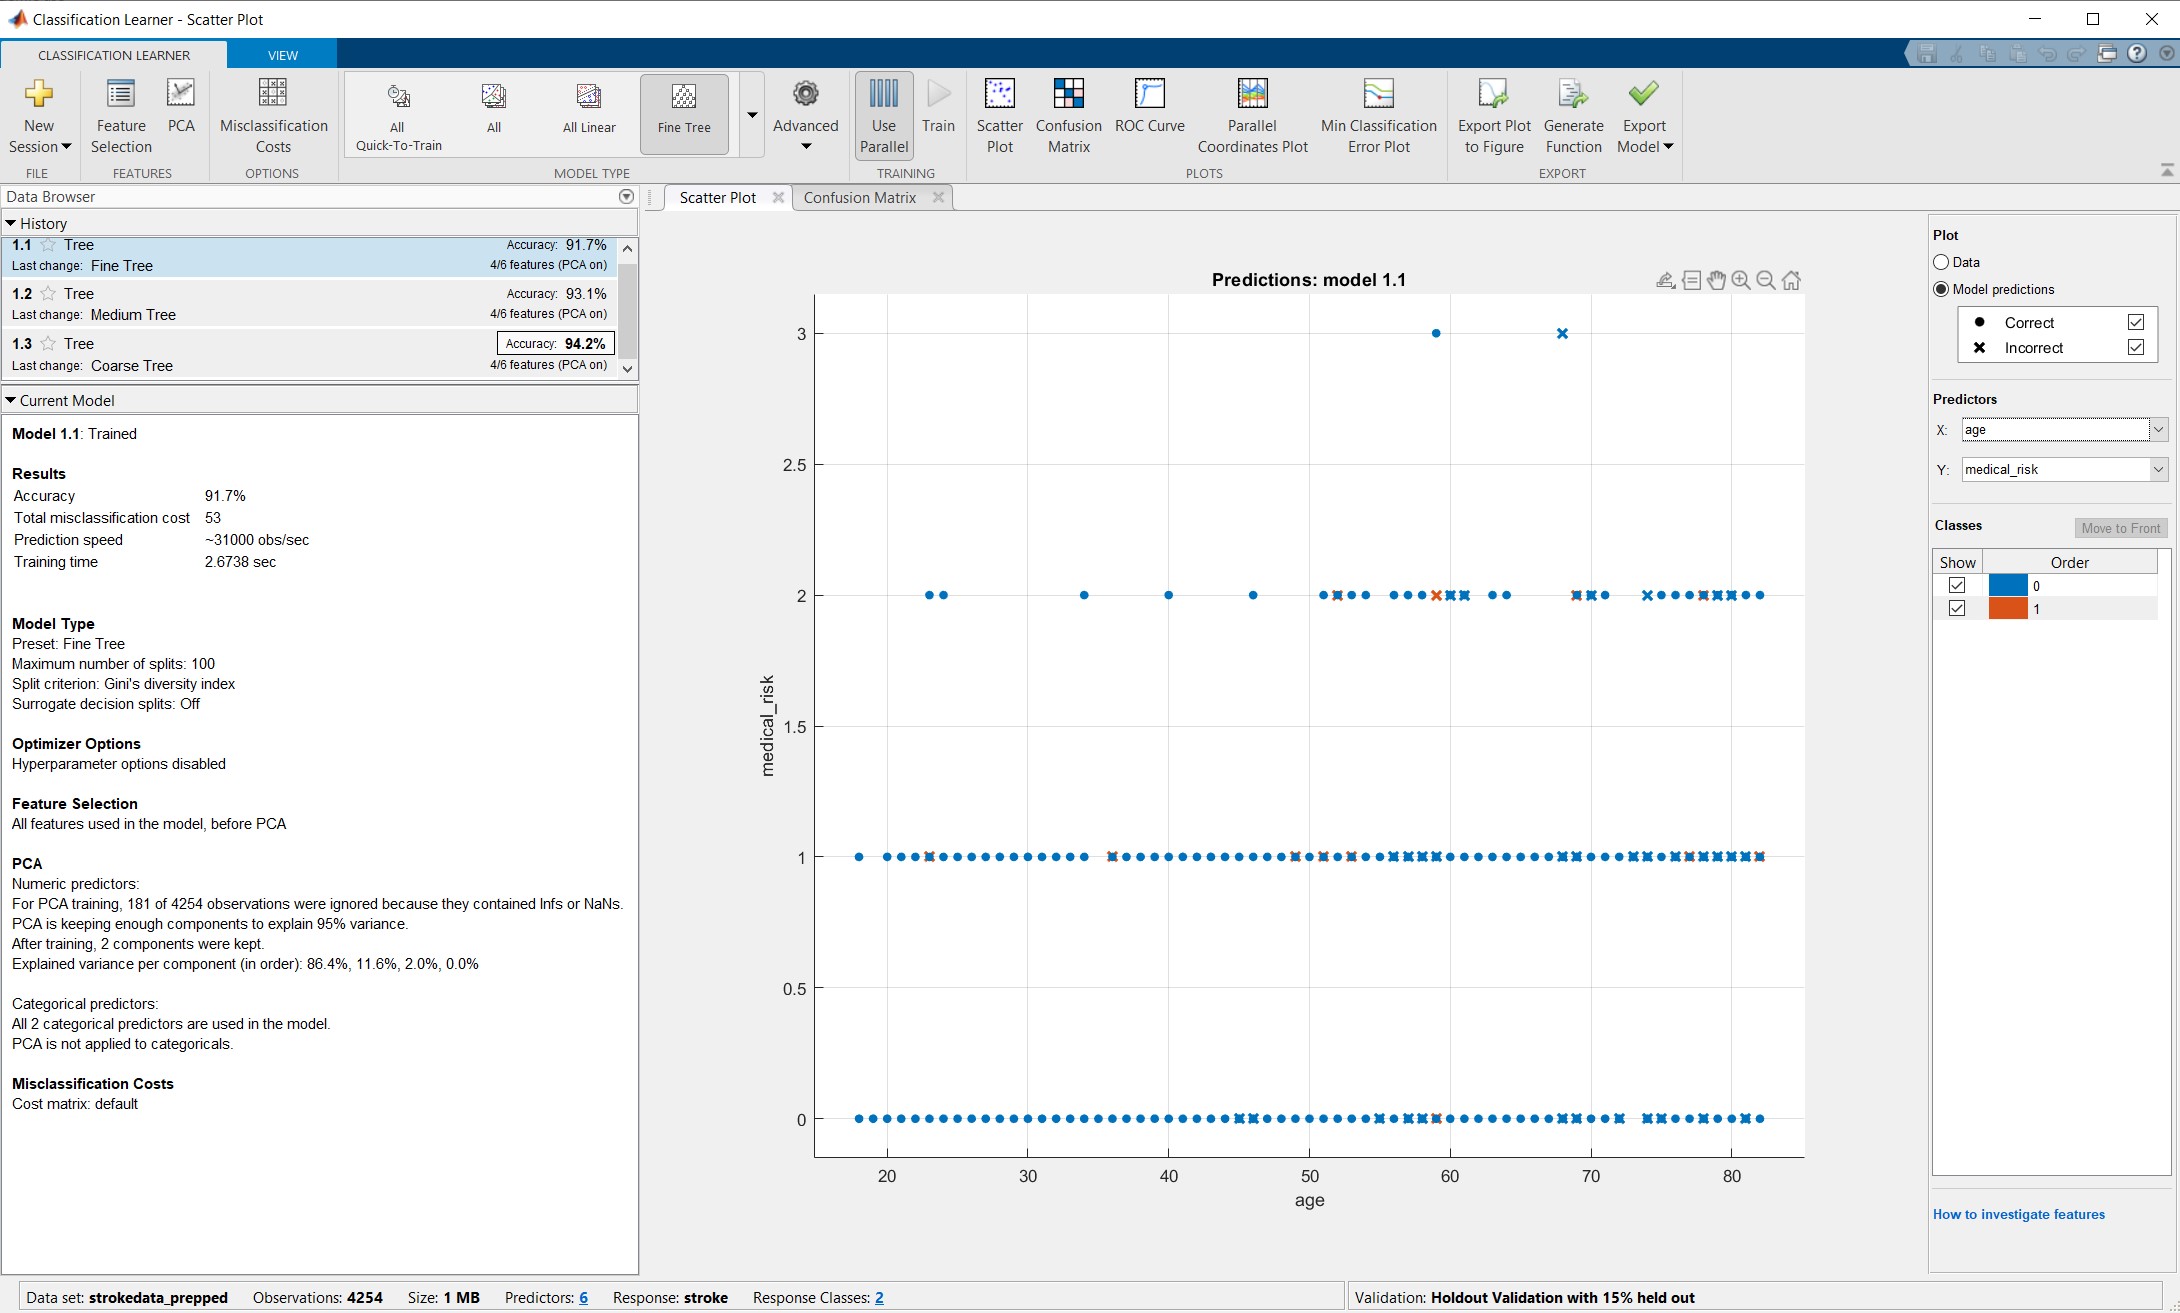 Classification Learner - Scatter Plot
CLASSIFICATION LEARNER
VIEW
New Session
Feature Selection
PCA
Misclassification Costs
All Quick-To-Train
All
All Linear
Fine Tree
Advanced
Use Parallel
Train
Scatter Plot
Confusion Matrix
ROC Curve
Parallel Coordinates Plot
Min Classification Error Plot
Export Plot to Figure
Generate Function
Export Model
FILE
FEATURES
OPTIONS
MODEL TYPE
TRAINING
PLOTS
EXPORT
Data Browser
History
1.1 Tree Accuracy: 91.7%
Last change: Fine Tree 4/6 features (PCA on)
1.2 Tree Accuracy: 93.1%
Last change: Medium Tree 4/6 features (PCA on)
1.3 Tree Accuracy: 94.2%
Last change: Coarse Tree 4/6 features (PCA on)
Current Model
Model 1.1: Trained
Results
Accuracy 91.7%
Total misclassification cost 53
Prediction speed ~31000 obs/sec
Training time 2.6738 sec
Model Type
Preset: Fine Tree
Maximum number of splits: 100
Split criterion: Gini's diversity index
Surrogate decision splits: Off
Optimizer Options
Hyperparameter options disabled
Feature Selection
All features used in the model, before PCA
PCA
Numeric predictors:
For PCA training, 181 of 4254 observations were ignored because they contained Infs or NaNs.
PCA is keeping enough components to explain 95% variance.
After training, 2 components were kept.
Explained variance per component (in order): 86.4%, 11.6%, 2.0%, 0.0%
Categorical predictors:
All 2 categorical predictors are used in the model.
PCA is not applied to categoricals.
Misclassification Costs
Cost matrix: default
Scatter Plot
Confusion Matrix
Predictions: model 1.1
3
2.5
2
1.5
1
0.5
0
medical_risk
20 30 40 50 60 70 80
age
Plot
Data
Model predictions
Correct
Incorrect
Predictors
X: age
Y: medical_risk
Classes
Move to Front
Show Order
0
1
How to investigate features
Data set: strokedata_prepped Observations: 4254 Size: 1 MB Predictors: 6 Response: stroke Response Classes: 2
Validation: Holdout Validation with 15% held out